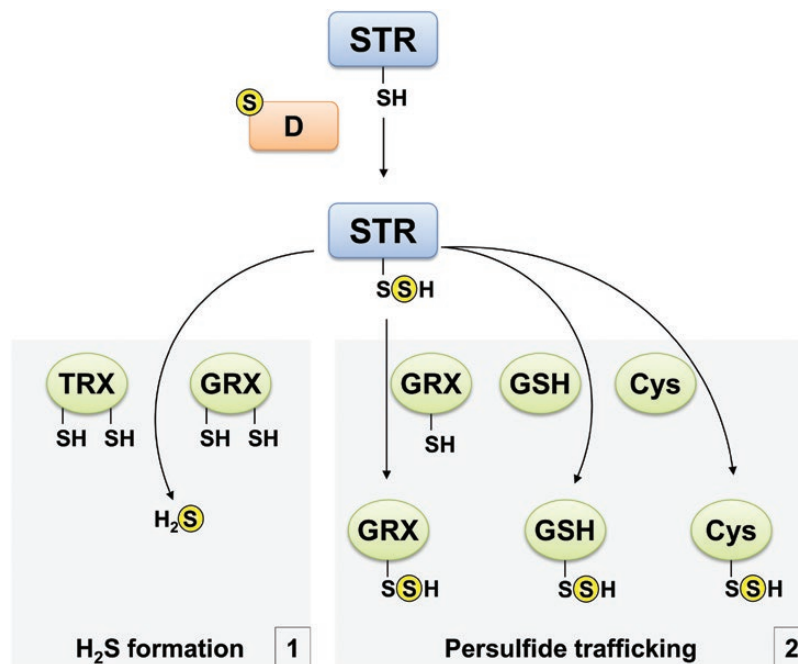 STR
SH
S
D
STR
SSH
TRX
GRX
GRX
GSH
Cys
SH SH
SH SH
SH
H₂S
GRX
GSH
Cys
SSH
SSH
SSH
H₂S formation 1
Persulfide trafficking 2